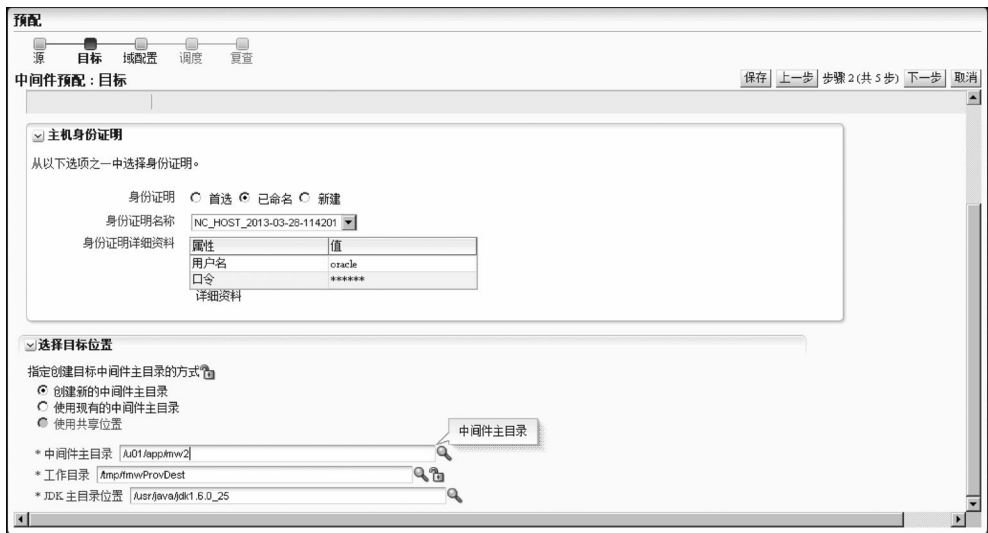 预配
源 目标 域配置 调度 复查
中间件预配：目标
保存 上一步 步骤 2 (共 5 步) 下一步 取消
主机身份证明
从以下选项之一中选择身份证明。
身份证明 首选 已命名 新建
身份证明名称 NC_HOST_2013-03-28-114201
身份证明详细资料 属性 值
用户名 oracle
口令 ******
详细资料
选择目标位置
指定创建目标中间件主目录的方式
创建新的中间件主目录
使用现有的中间件主目录
使用共享位置
中间件主目录
* 中间件主目录 /u01/app/mw2
* 工作目录 /tmp/fmwProvDest
* JDK 主目录位置 /usr/java/jdk1.6.0_25